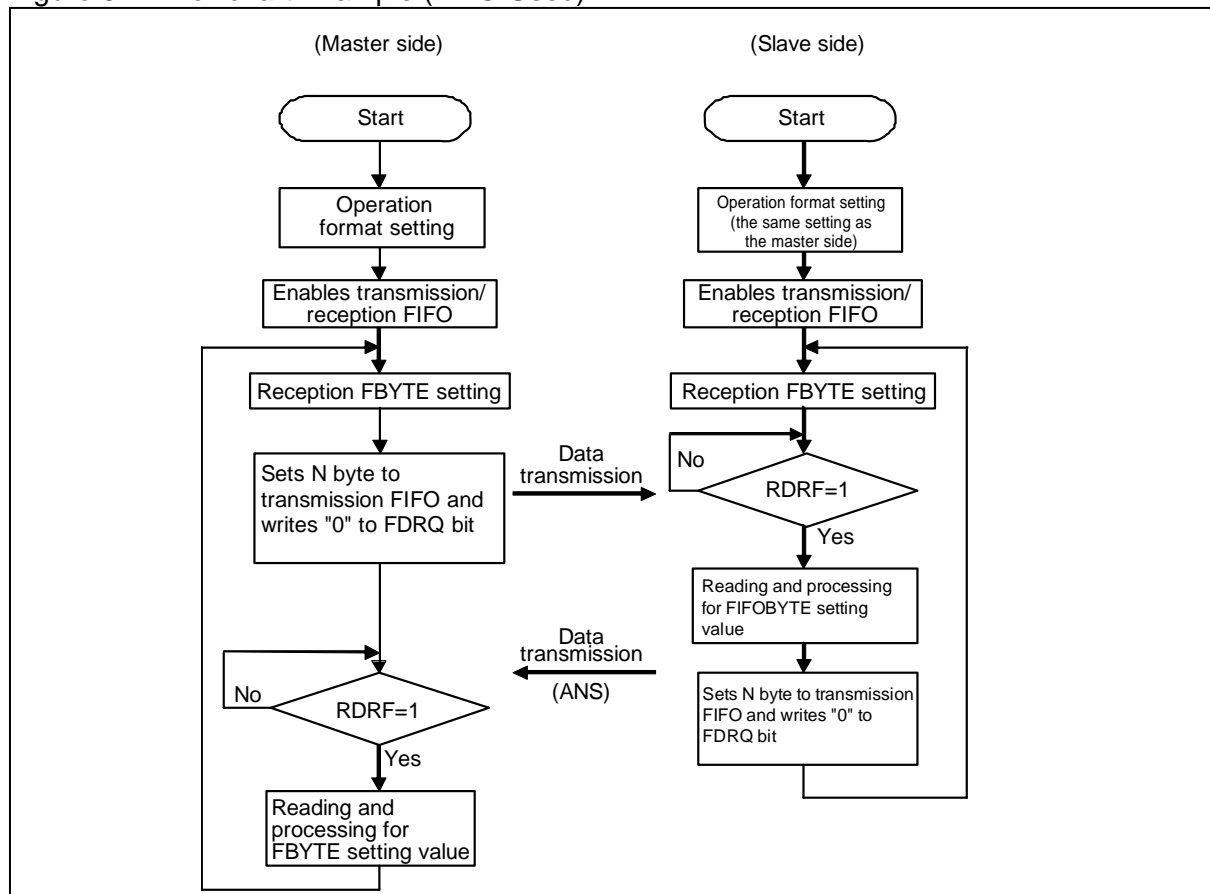 (Master side)
Start
Operation
format setting
Enables transmission/
reception FIFO
Reception FBYTE setting
Sets N byte to
transmission FIFO and
writes "0" to FDRQ bit
No
RDRF=1
Yes
Reading and
processing for
FBYTE setting value
Data
transmission
Data
transmission
(ANS)
(Slave side)
Start
Operation format setting
(the same setting as
the master side)
Enables transmission/
reception FIFO
Reception FBYTE setting
No
RDRF=1
Yes
Reading and processing
for FIFOBYTE setting
value
Sets N byte to transmission
FIFO and writes "0" to
FDRQ bit